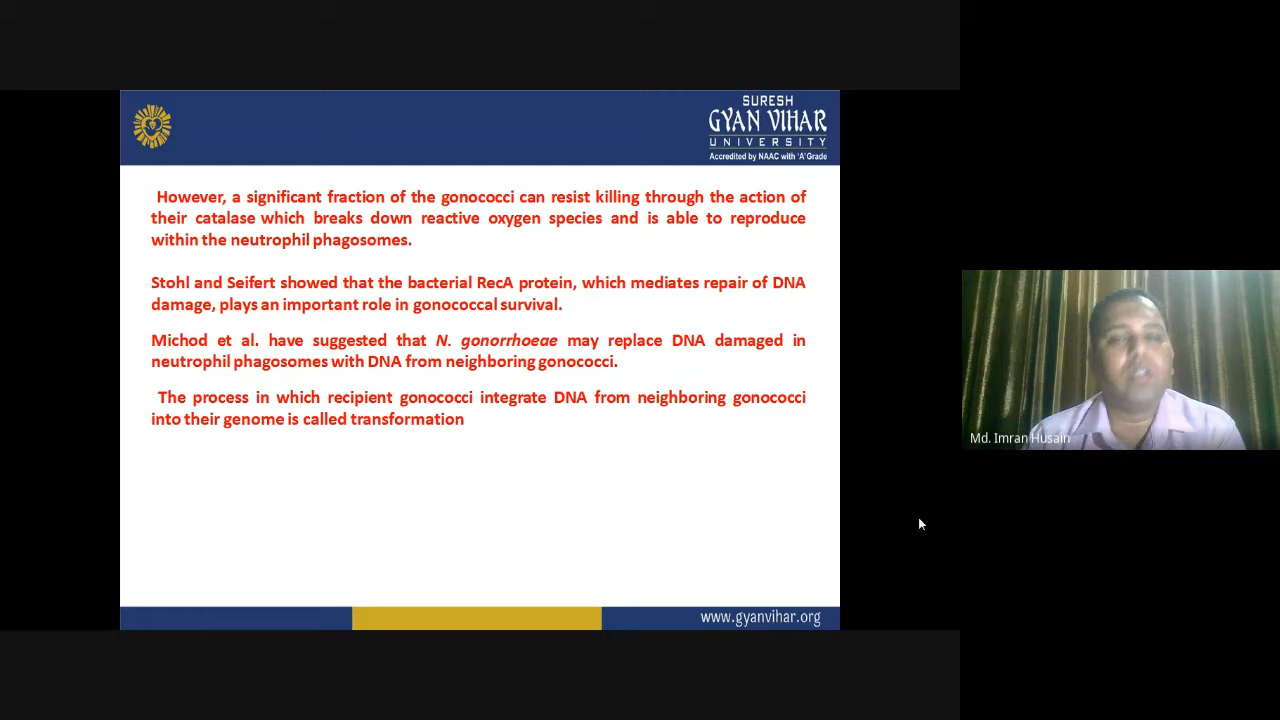 SURESH
GYAN VIHAR
UNIVERSITY
Accredited by NAAC with 'A' Grade
However, a significant fraction of the gonococci can resist killing through the action of
their catalase which breaks down reactive oxygen species and is able to reproduce
within the neutrophil phagosomes.
Stohl and Seifert showed that the bacterial RecA protein, which mediates repair of DNA
damage, plays an important role in gonococcal survival.
Michod et al. have suggested that N. gonorrhoeae may replace DNA damaged in
neutrophil phagosomes with DNA from neighboring gonococci.
The process in which recipient gonococci integrate DNA from neighboring gonococci
into their genome is called transformation
Md. Imran Husain
www.gyanvihar.org